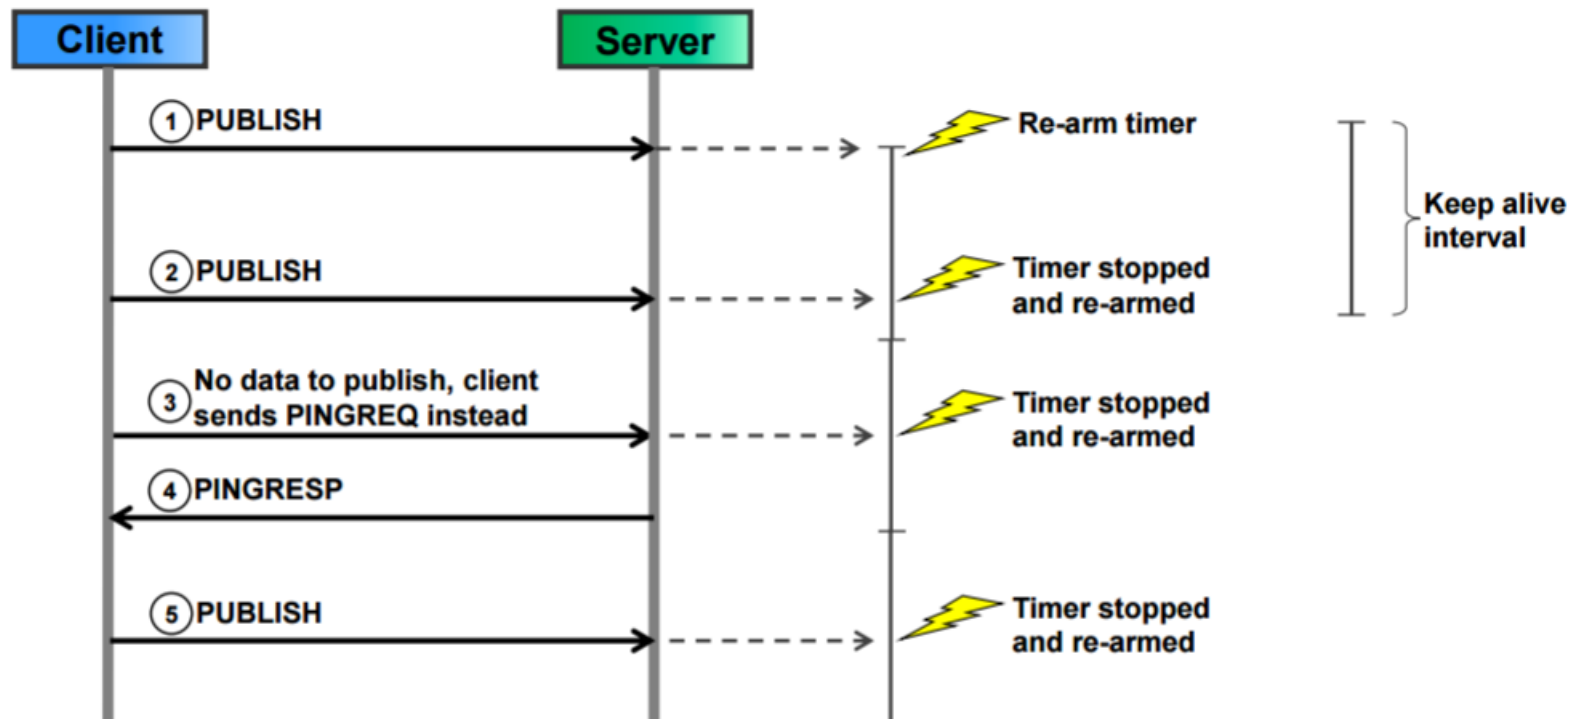 Client
Server
1 PUBLISH
Re-arm timer
Keep alive
interval
2 PUBLISH
Timer stopped
and re-armed
3 No data to publish, client
sends PINGREQ instead
Timer stopped
and re-armed
4 PINGRESP
5 PUBLISH
Timer stopped
and re-armed